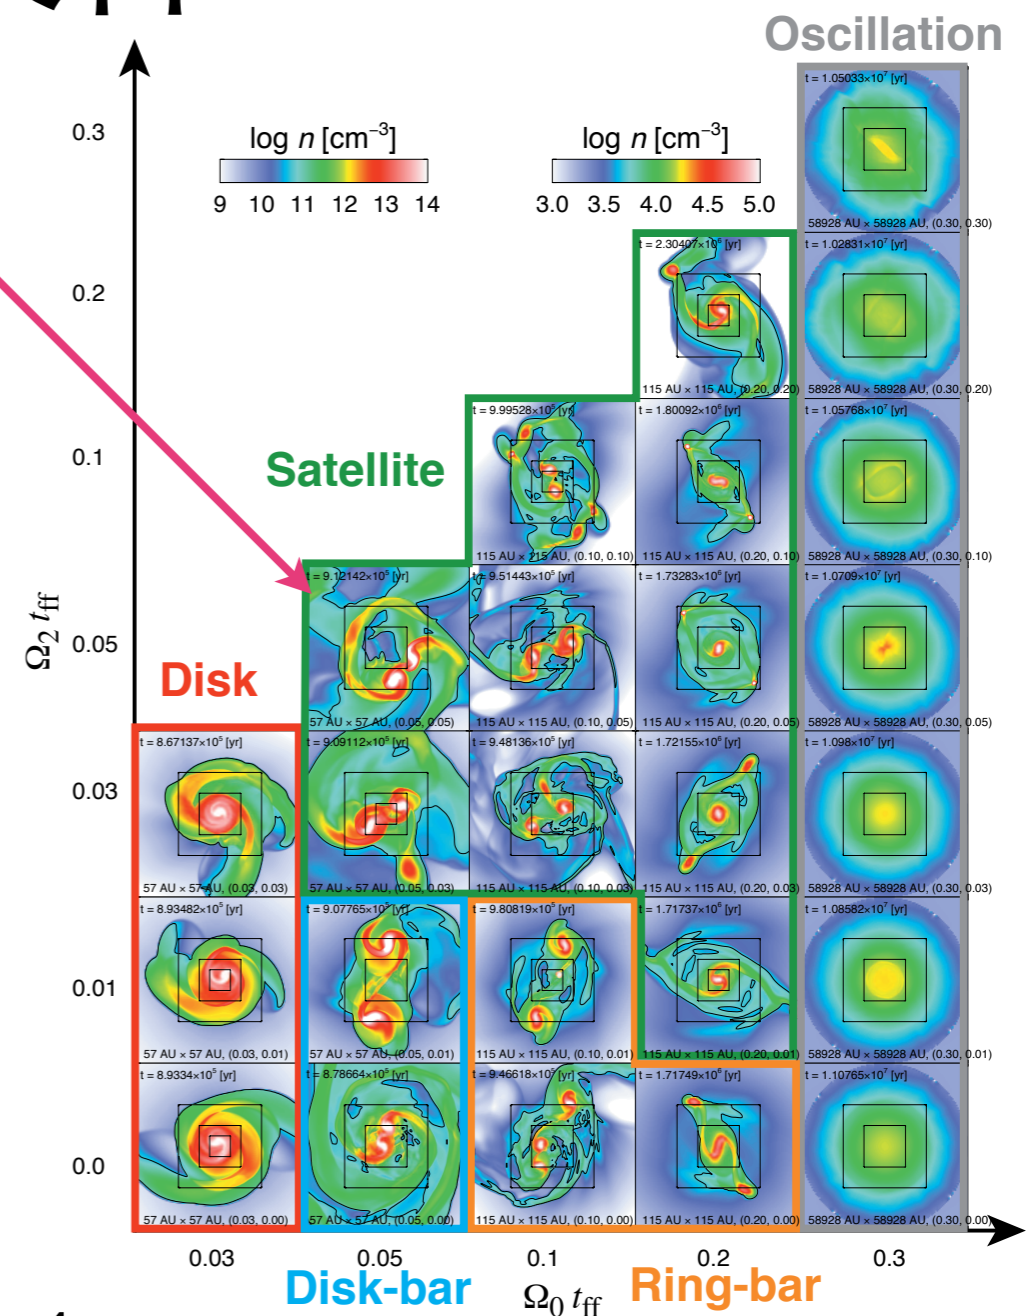 Oscillation
log n [cm⁻³]
9 10 11 12 13 14
log n [cm⁻³]
3.0 3.5 4.0 4.5 5.0
0.3
t = 1.05033×10⁷ [yr]
58928 AU × 58928 AU, (0.30, 0.30)
0.2
t = 2.30407×10⁶ [yr]
115 AU × 115 AU, (0.20, 0.20)
t = 1.02831×10⁷ [yr]
58928 AU × 58928 AU, (0.30, 0.20)
Satellite
0.1
t = 9.99528×10⁵ [yr]
115 AU × 115 AU, (0.10, 0.10)
t = 1.80092×10⁶ [yr]
115 AU × 115 AU, (0.20, 0.10)
t = 1.05768×10⁷ [yr]
58928 AU × 58928 AU, (0.30, 0.10)
Ω₂ t_ff
0.05
t = 9.12142×10⁵ [yr]
57 AU × 57 AU, (0.05, 0.05)
t = 9.51443×10⁵ [yr]
115 AU × 115 AU, (0.10, 0.05)
t = 1.73283×10⁶ [yr]
115 AU × 115 AU, (0.20, 0.05)
t = 1.0709×10⁷ [yr]
58928 AU × 58928 AU, (0.30, 0.05)
Disk
0.03
t = 8.67137×10⁵ [yr]
57 AU × 57 AU, (0.03, 0.03)
t = 9.09112×10⁵ [yr]
57 AU × 57 AU, (0.05, 0.03)
t = 9.48136×10⁵ [yr]
115 AU × 115 AU, (0.10, 0.03)
t = 1.72155×10⁶ [yr]
115 AU × 115 AU, (0.20, 0.03)
t = 1.098×10⁷ [yr]
58928 AU × 58928 AU, (0.30, 0.03)
0.01
t = 8.93482×10⁵ [yr]
57 AU × 57 AU, (0.03, 0.01)
t = 9.07765×10⁵ [yr]
57 AU × 57 AU, (0.05, 0.01)
t = 9.80819×10⁵ [yr]
115 AU × 115 AU, (0.10, 0.01)
t = 1.71737×10⁶ [yr]
115 AU × 115 AU, (0.20, 0.01)
t = 1.08582×10⁷ [yr]
58928 AU × 58928 AU, (0.30, 0.01)
0.0
t = 8.9334×10⁵ [yr]
57 AU × 57 AU, (0.03, 0.00)
t = 8.78664×10⁵ [yr]
57 AU × 57 AU, (0.05, 0.00)
t = 9.46618×10⁵ [yr]
115 AU × 115 AU, (0.10, 0.00)
t = 1.71749×10⁶ [yr]
115 AU × 115 AU, (0.20, 0.00)
t = 1.10765×10⁷ [yr]
58928 AU × 58928 AU, (0.30, 0.00)
0.03 0.05 0.1 0.2 0.3
Disk-bar
Ω₀ t_ff
Ring-bar